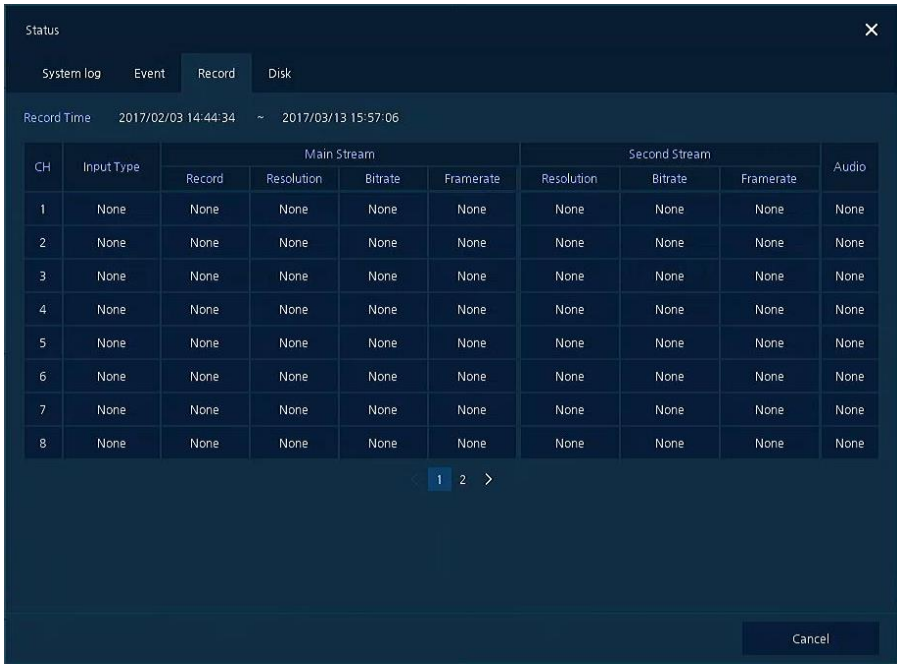 Status
System log Event Record Disk
Record Time 2017/02/03 14:44:34 ~ 2017/03/13 15:57:06
CH Input Type Main Stream Second Stream Audio
Record Resolution Bitrate Framerate Resolution Bitrate Framerate
1 None None None None None None None None None
2 None None None None None None None None None
3 None None None None None None None None None
4 None None None None None None None None None
5 None None None None None None None None None
6 None None None None None None None None None
7 None None None None None None None None None
8 None None None None None None None None None
1 2 >
Cancel